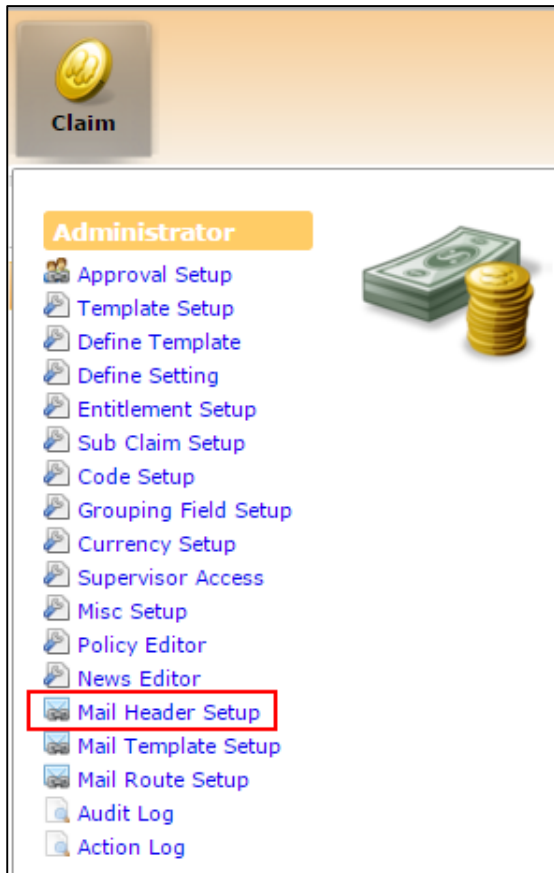 Claim
Administrator
Approval Setup
Template Setup
Define Template
Define Setting
Entitlement Setup
Sub Claim Setup
Code Setup
Grouping Field Setup
Currency Setup
Supervisor Access
Misc Setup
Policy Editor
News Editor
Mail Header Setup
Mail Template Setup
Mail Route Setup
Audit Log
Action Log